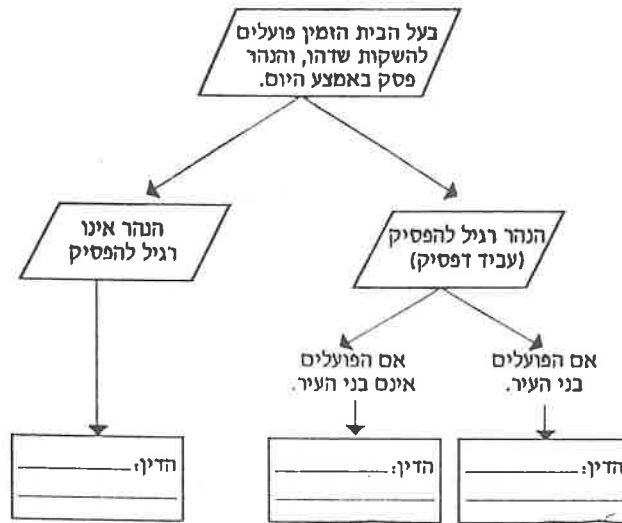 בעל הבית הזמין פועלים
להשקות שדהו, והנהר
פסק באמצע היום.
הנהר רגיל להפסיק
(עביד דפסיק)
הנהר אינו
רגיל להפסיק
אם הפועלים
בני העיר.
אם הפועלים
אינם בני העיר.
הדין:
הדין:
הדין: